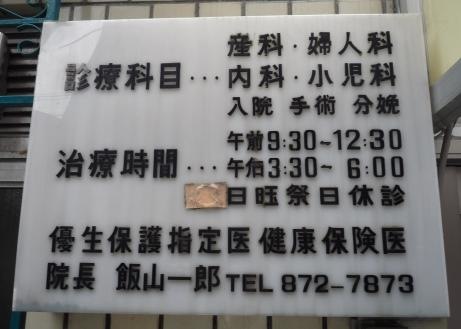 産科・婦人科
診療科目・・・内科・小児科
入院 手術 分娩
午前9:30~12:30
治療時間・・・午后3:30~6:00
日旺祭日休診
優生保護指定医健康保険医
院長 飯山一郎 TEL 872-7873